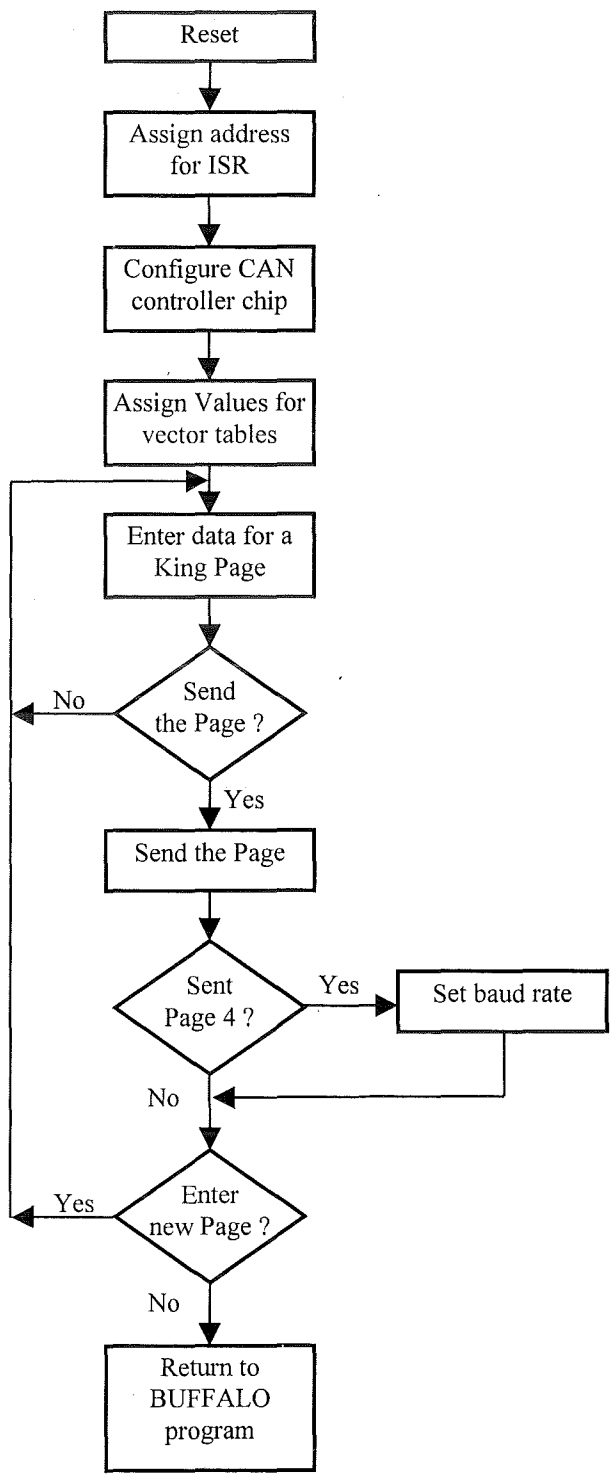 Reset
Assign address
for ISR
Configure CAN
controller chip
Assign Values for
vector tables
Enter data for a
King Page
Send
the Page ?
No
Yes
Send the Page
Sent
Page 4 ?
Yes
Set baud rate
No
Enter
new Page ?
Yes
No
Return to
BUFFALO
program